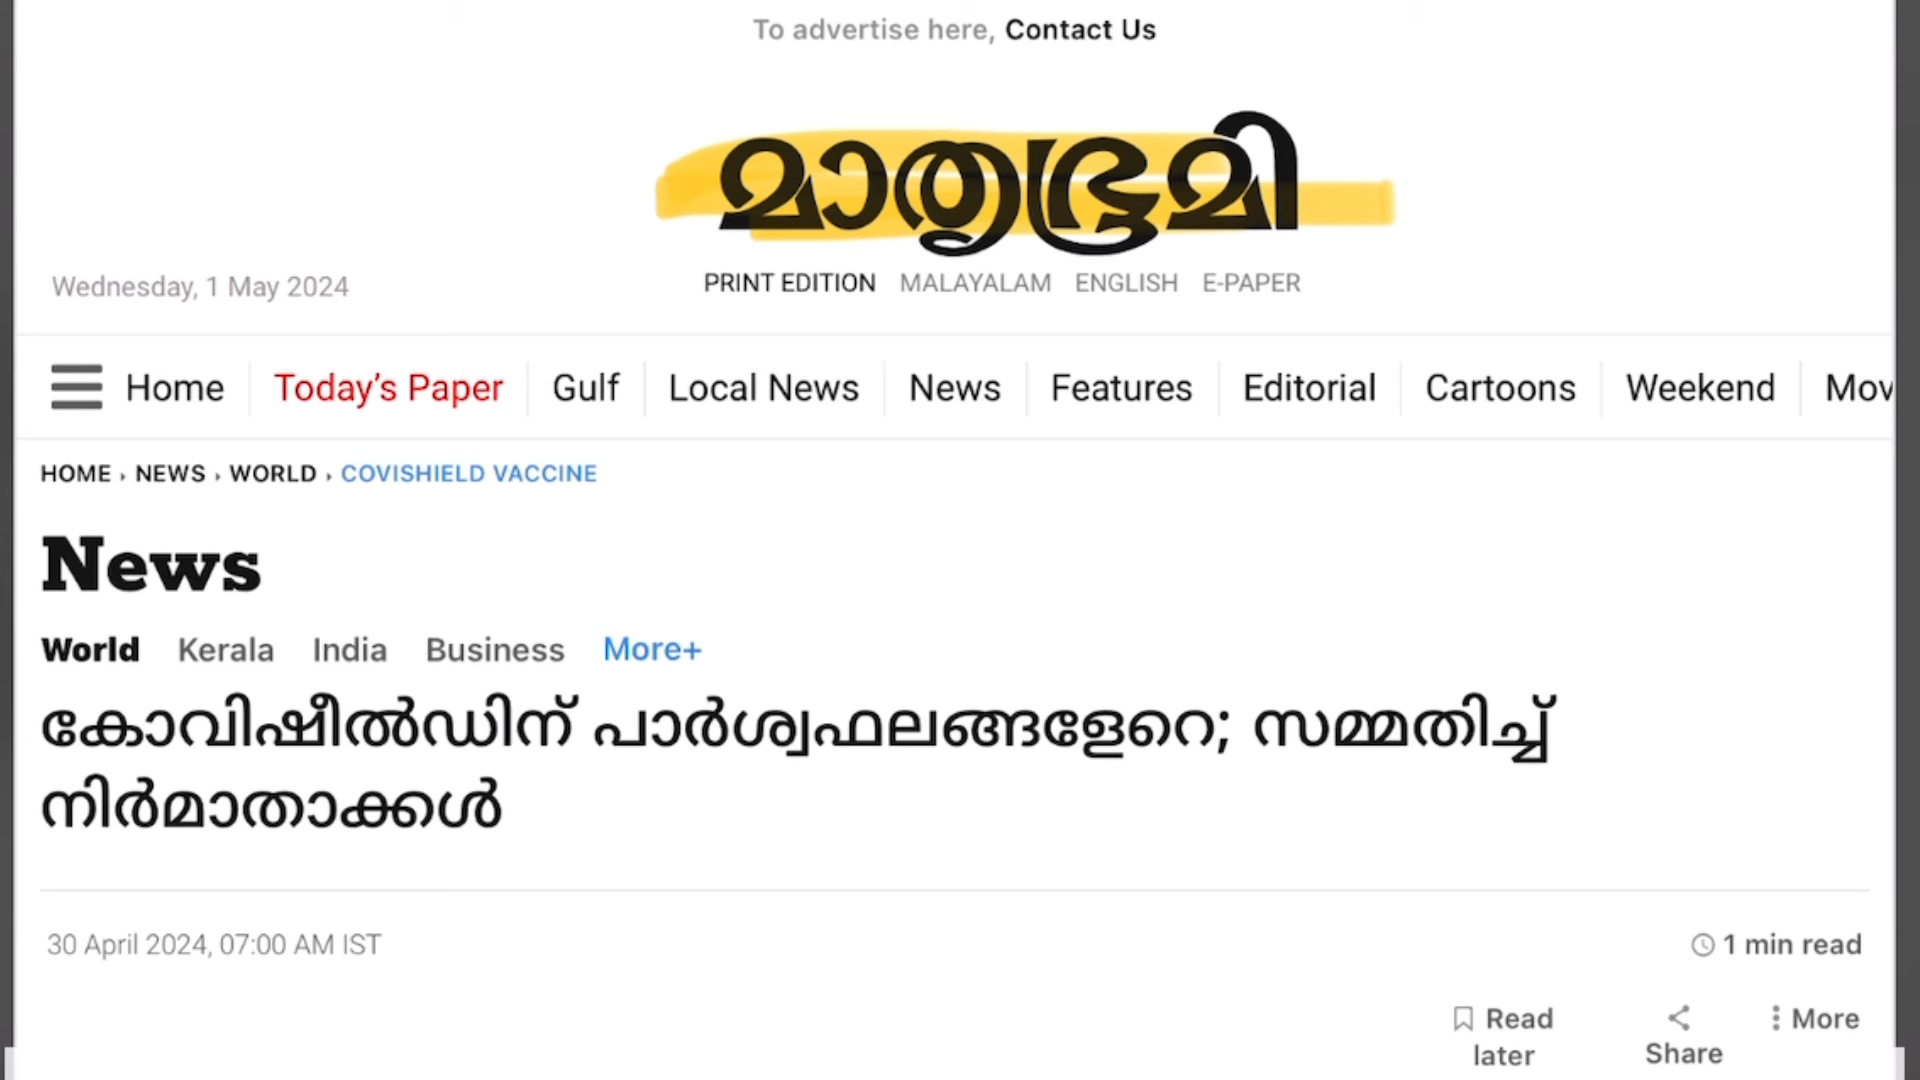 To advertise here, Contact Us
മാതൃഭൂമി
Wednesday, 1 May 2024
PRINT EDITION MALAYALAM ENGLISH E-PAPER
Home Today's Paper Gulf Local News News Features Editorial Cartoons Weekend Mov
HOME › NEWS › WORLD › COVISHIELD VACCINE
News
World Kerala India Business More+
കോവിഷീൽഡിന് പാർശ്വഫലങ്ങളേറെ; സമ്മതിച്ച്
നിർമാതാക്കൾ
30 April 2024, 07:00 AM IST
1 min read
Read later
Share
More